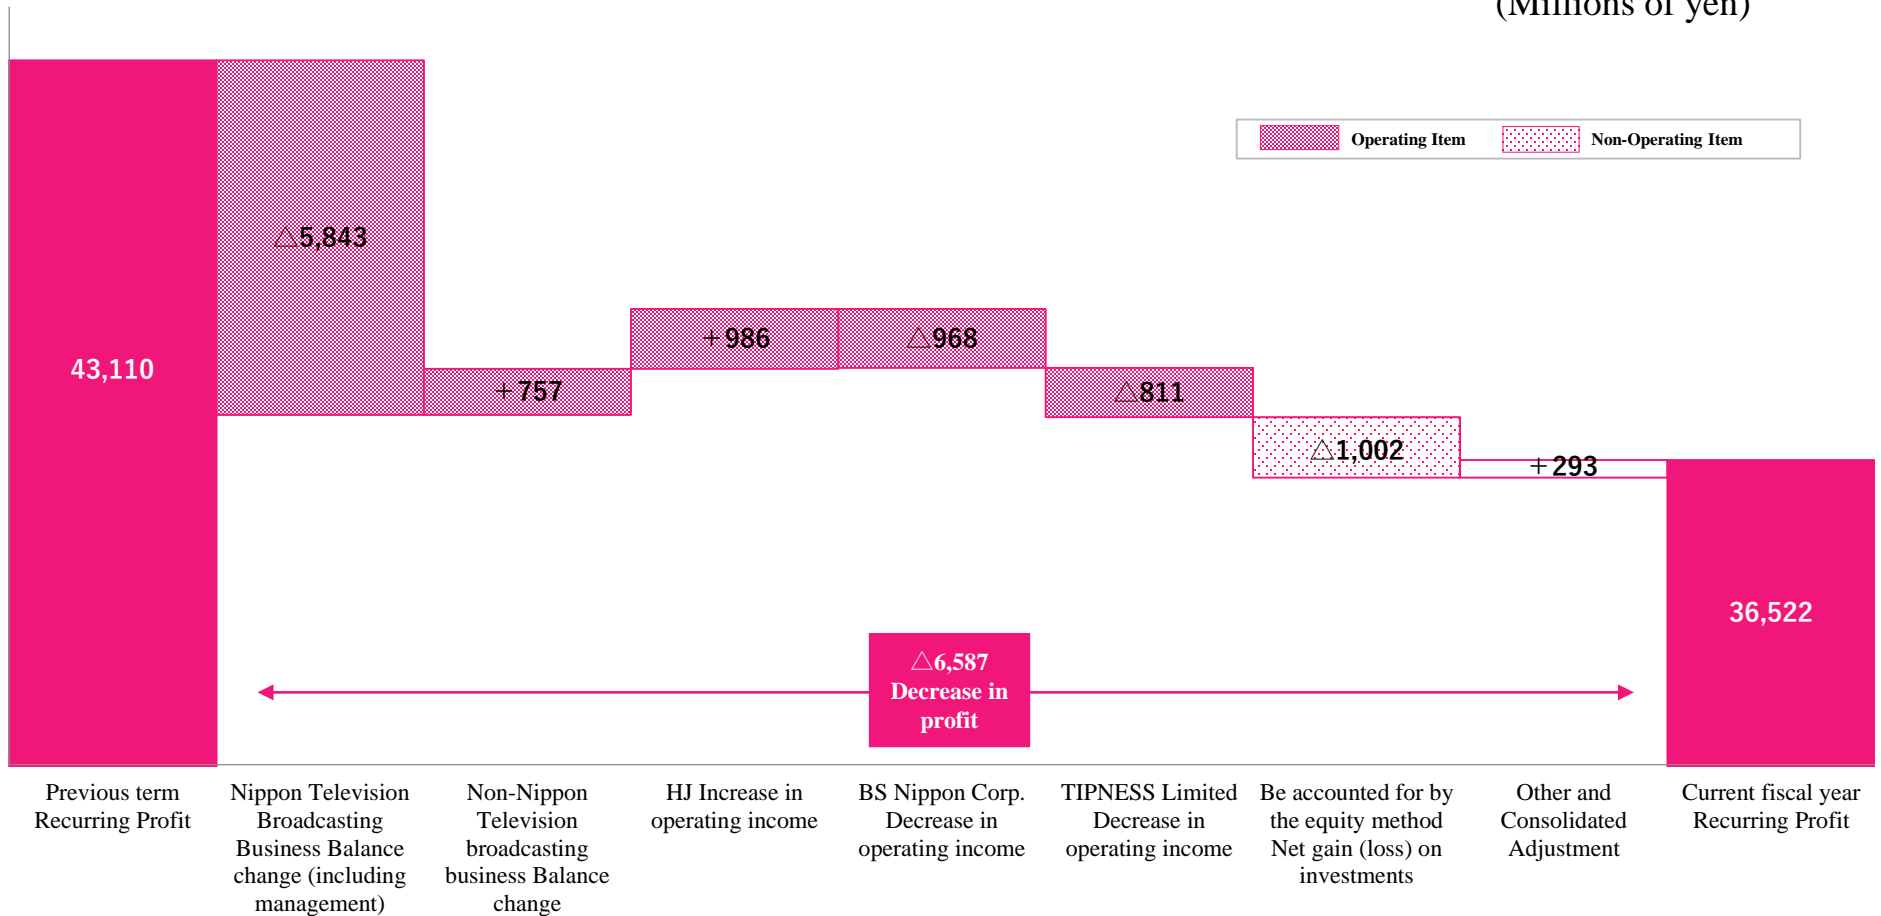 (Millions of yen)
Operating Item
Non-Operating Item
△5,843
+986
△968
43,110
+757
△811
△1,002
+293
36,522
△6,587
Decrease in
profit
Previous term
Recurring Profit
Nippon Television
Broadcasting
Business Balance
change (including
management)
Non-Nippon
Television
broadcasting
business Balance
change
HJ Increase in
operating income
BS Nippon Corp.
Decrease in
operating income
TIPNESS Limited
Decrease in
operating income
Be accounted for by
the equity method
Net gain (loss) on
investments
Other and
Consolidated
Adjustment
Current fiscal year
Recurring Profit